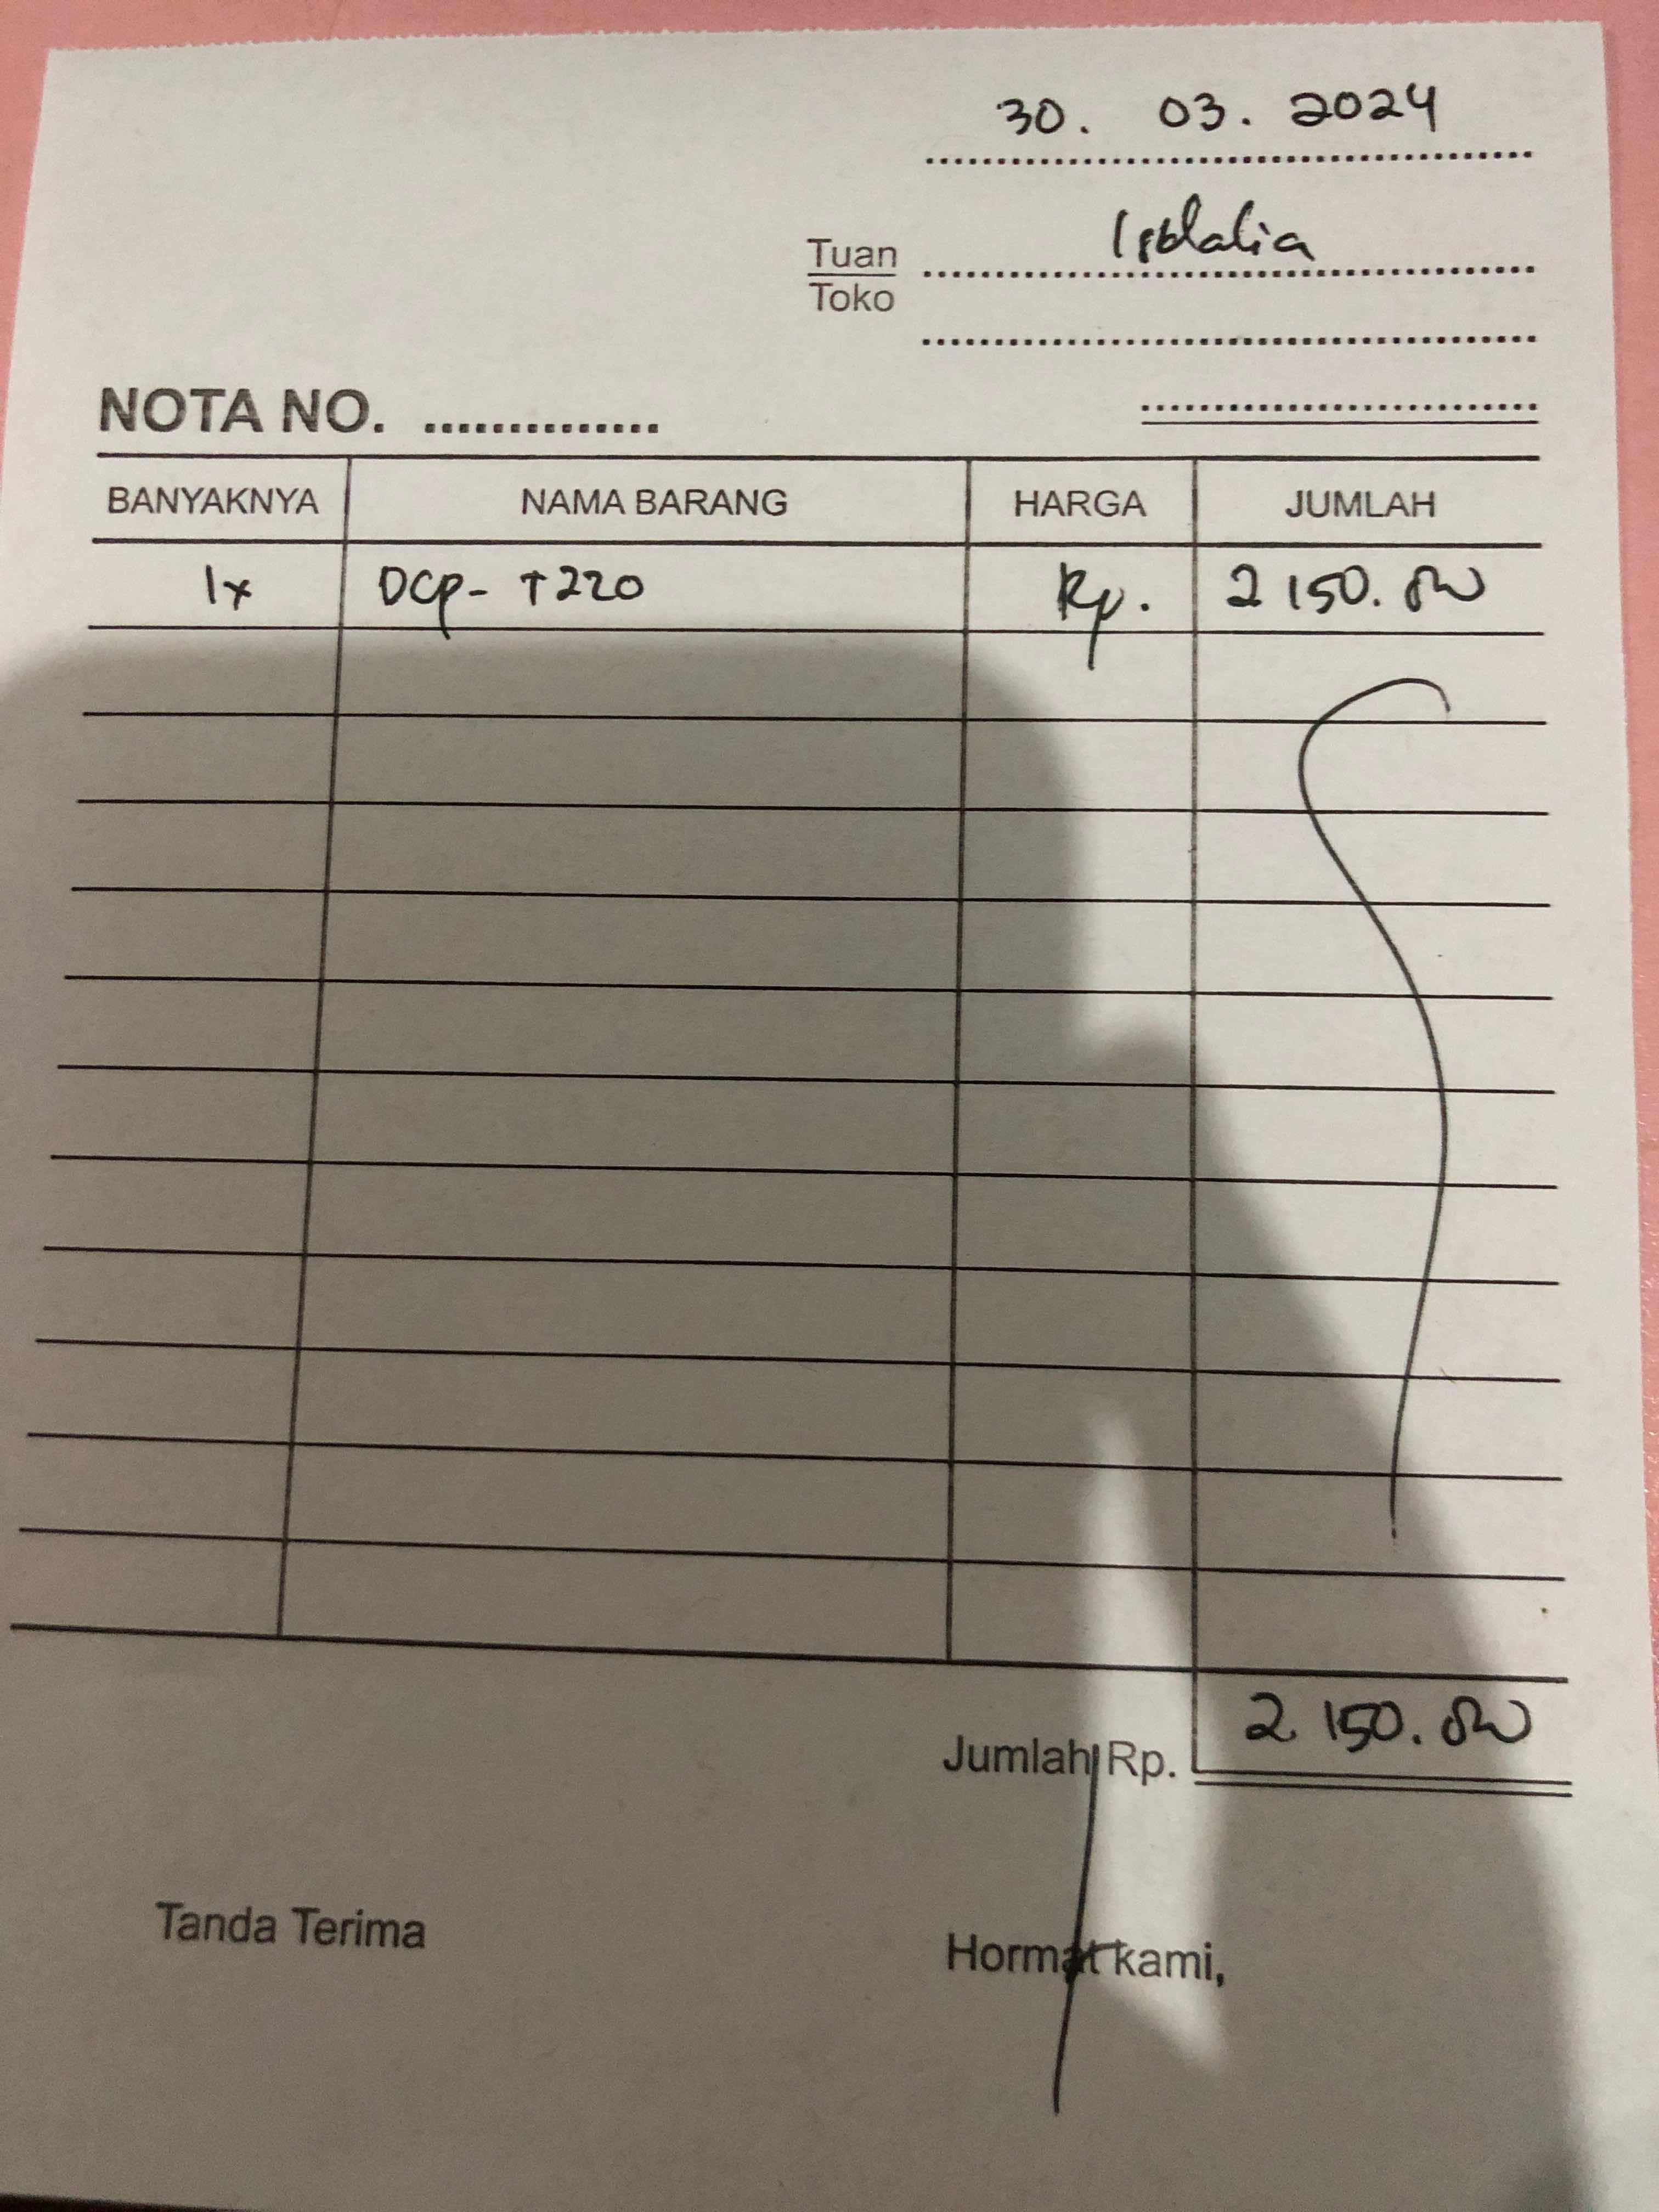 30. 03. 2024
Tuan
Toko
NOTA NO. ..............
BANYAKNYA NAMA BARANG HARGA JUMLAH
1x DCP- T220 Rp. 2 150.000
Jumlah Rp. 2 150.000
Tanda Terima Hormat kami,